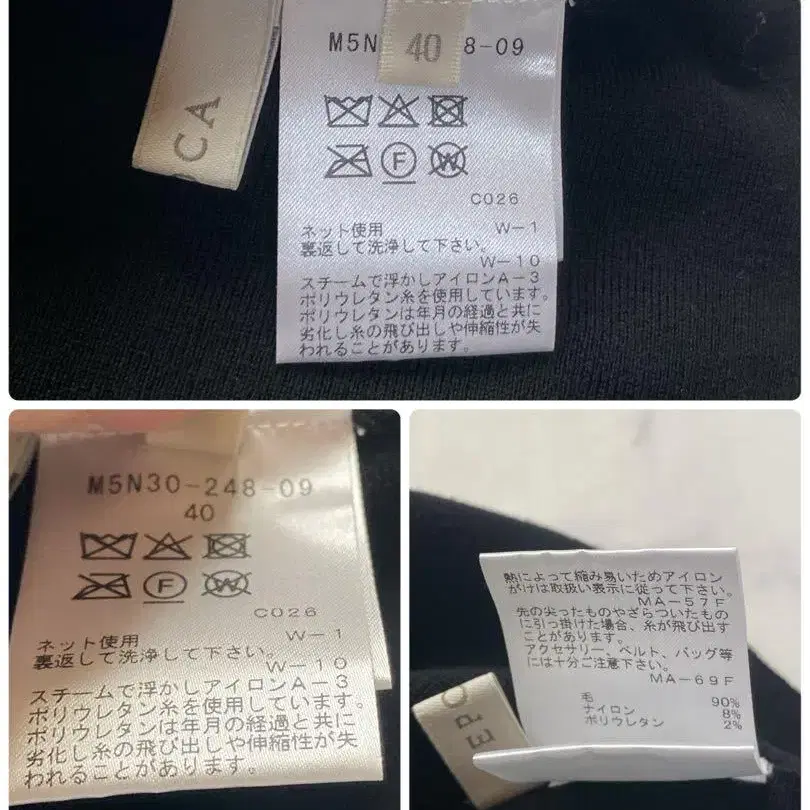 OCA
M5N
40
8-09
F
W
C026
ネット使用 W-1
裏返して洗浄して下さい。
W-10
スチームで浮かしアイロンA-3
ポリウレタン糸を使用しています。
ポリウレタンは年月の経過と共に
劣化し糸の飛び出しや伸縮性が失
われることがあります。
M5N30-248-09
40
F
W
C026
ネット使用 W-1
裏返して洗浄して下さい。
W-10
スチームで浮かしアイロンA-3
ポリウレタン糸を使用しています。
ポリウレタンは年月の経過と共に
劣化し糸の飛び出しや伸縮性が失
われることがあります。
熱によって縮み易いためアイロン
がけは取扱い表示に従って下さい。
MA-57F
先の尖ったものやざらついたもの
に引っ掛けた場合、糸が飛び出す
ことがあります。
アクセサリー、ベルト、バッグ等
には十分ご注意下さい。
MA-69F
毛 90%
ナイロン 8%
ポリウレタン 2%
EPO